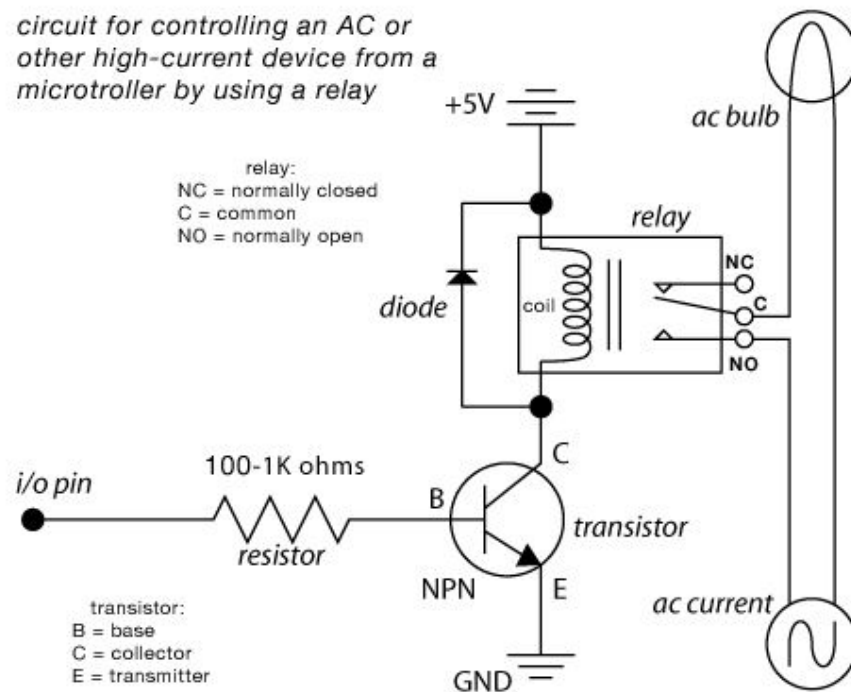 circuit for controlling an AC or
other high-current device from a
microtroller by using a relay
+5V
ac bulb
relay:
NC = normally closed
C = common
NO = normally open
relay
NC
diode
coil
C
NO
C
100-1K ohms
i/o pin
B
transistor
resistor
NPN
E
ac current
transistor:
B = base
C = collector
E = transmitter
GND